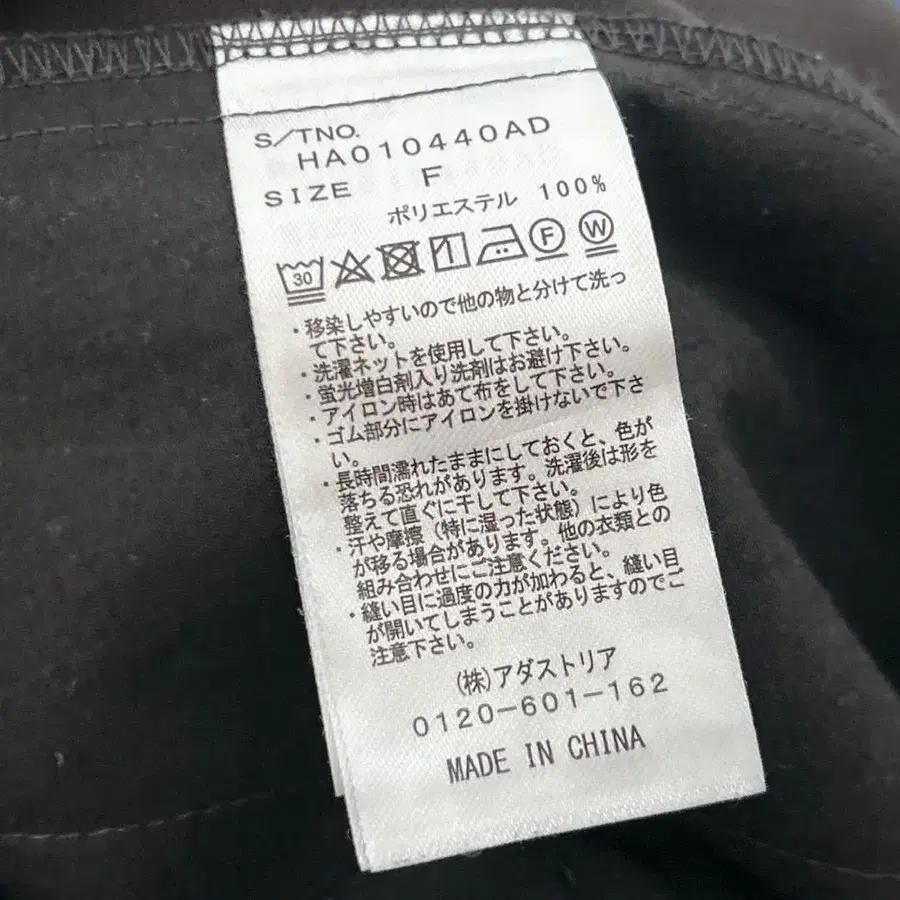 S/TNO.
HA010440AD
SIZE F
ポリエステル 100%
30 F W
・移染しやすいので他の物と分けて洗っ
て下さい。
・洗濯ネットを使用して下さい。
・蛍光増白剤入り洗剤はお避け下さい。
・アイロン時はあて布をして下さい。
・ゴム部分にアイロンを掛けないで下さ
い。
・長時間濡れたままにしておくと、色が
落ちる恐れがあります。洗濯後は形を
整えて直ぐに干して下さい。
・汗や摩擦（特に湿った状態）により色
が移る場合があります。他の衣類との
組み合わせにご注意ください。
・縫い目に過度の力が加わると、縫い目
が開いてしまうことがありますのでご
注意下さい。
(株)アダストリア
0120-601-162
MADE IN CHINA